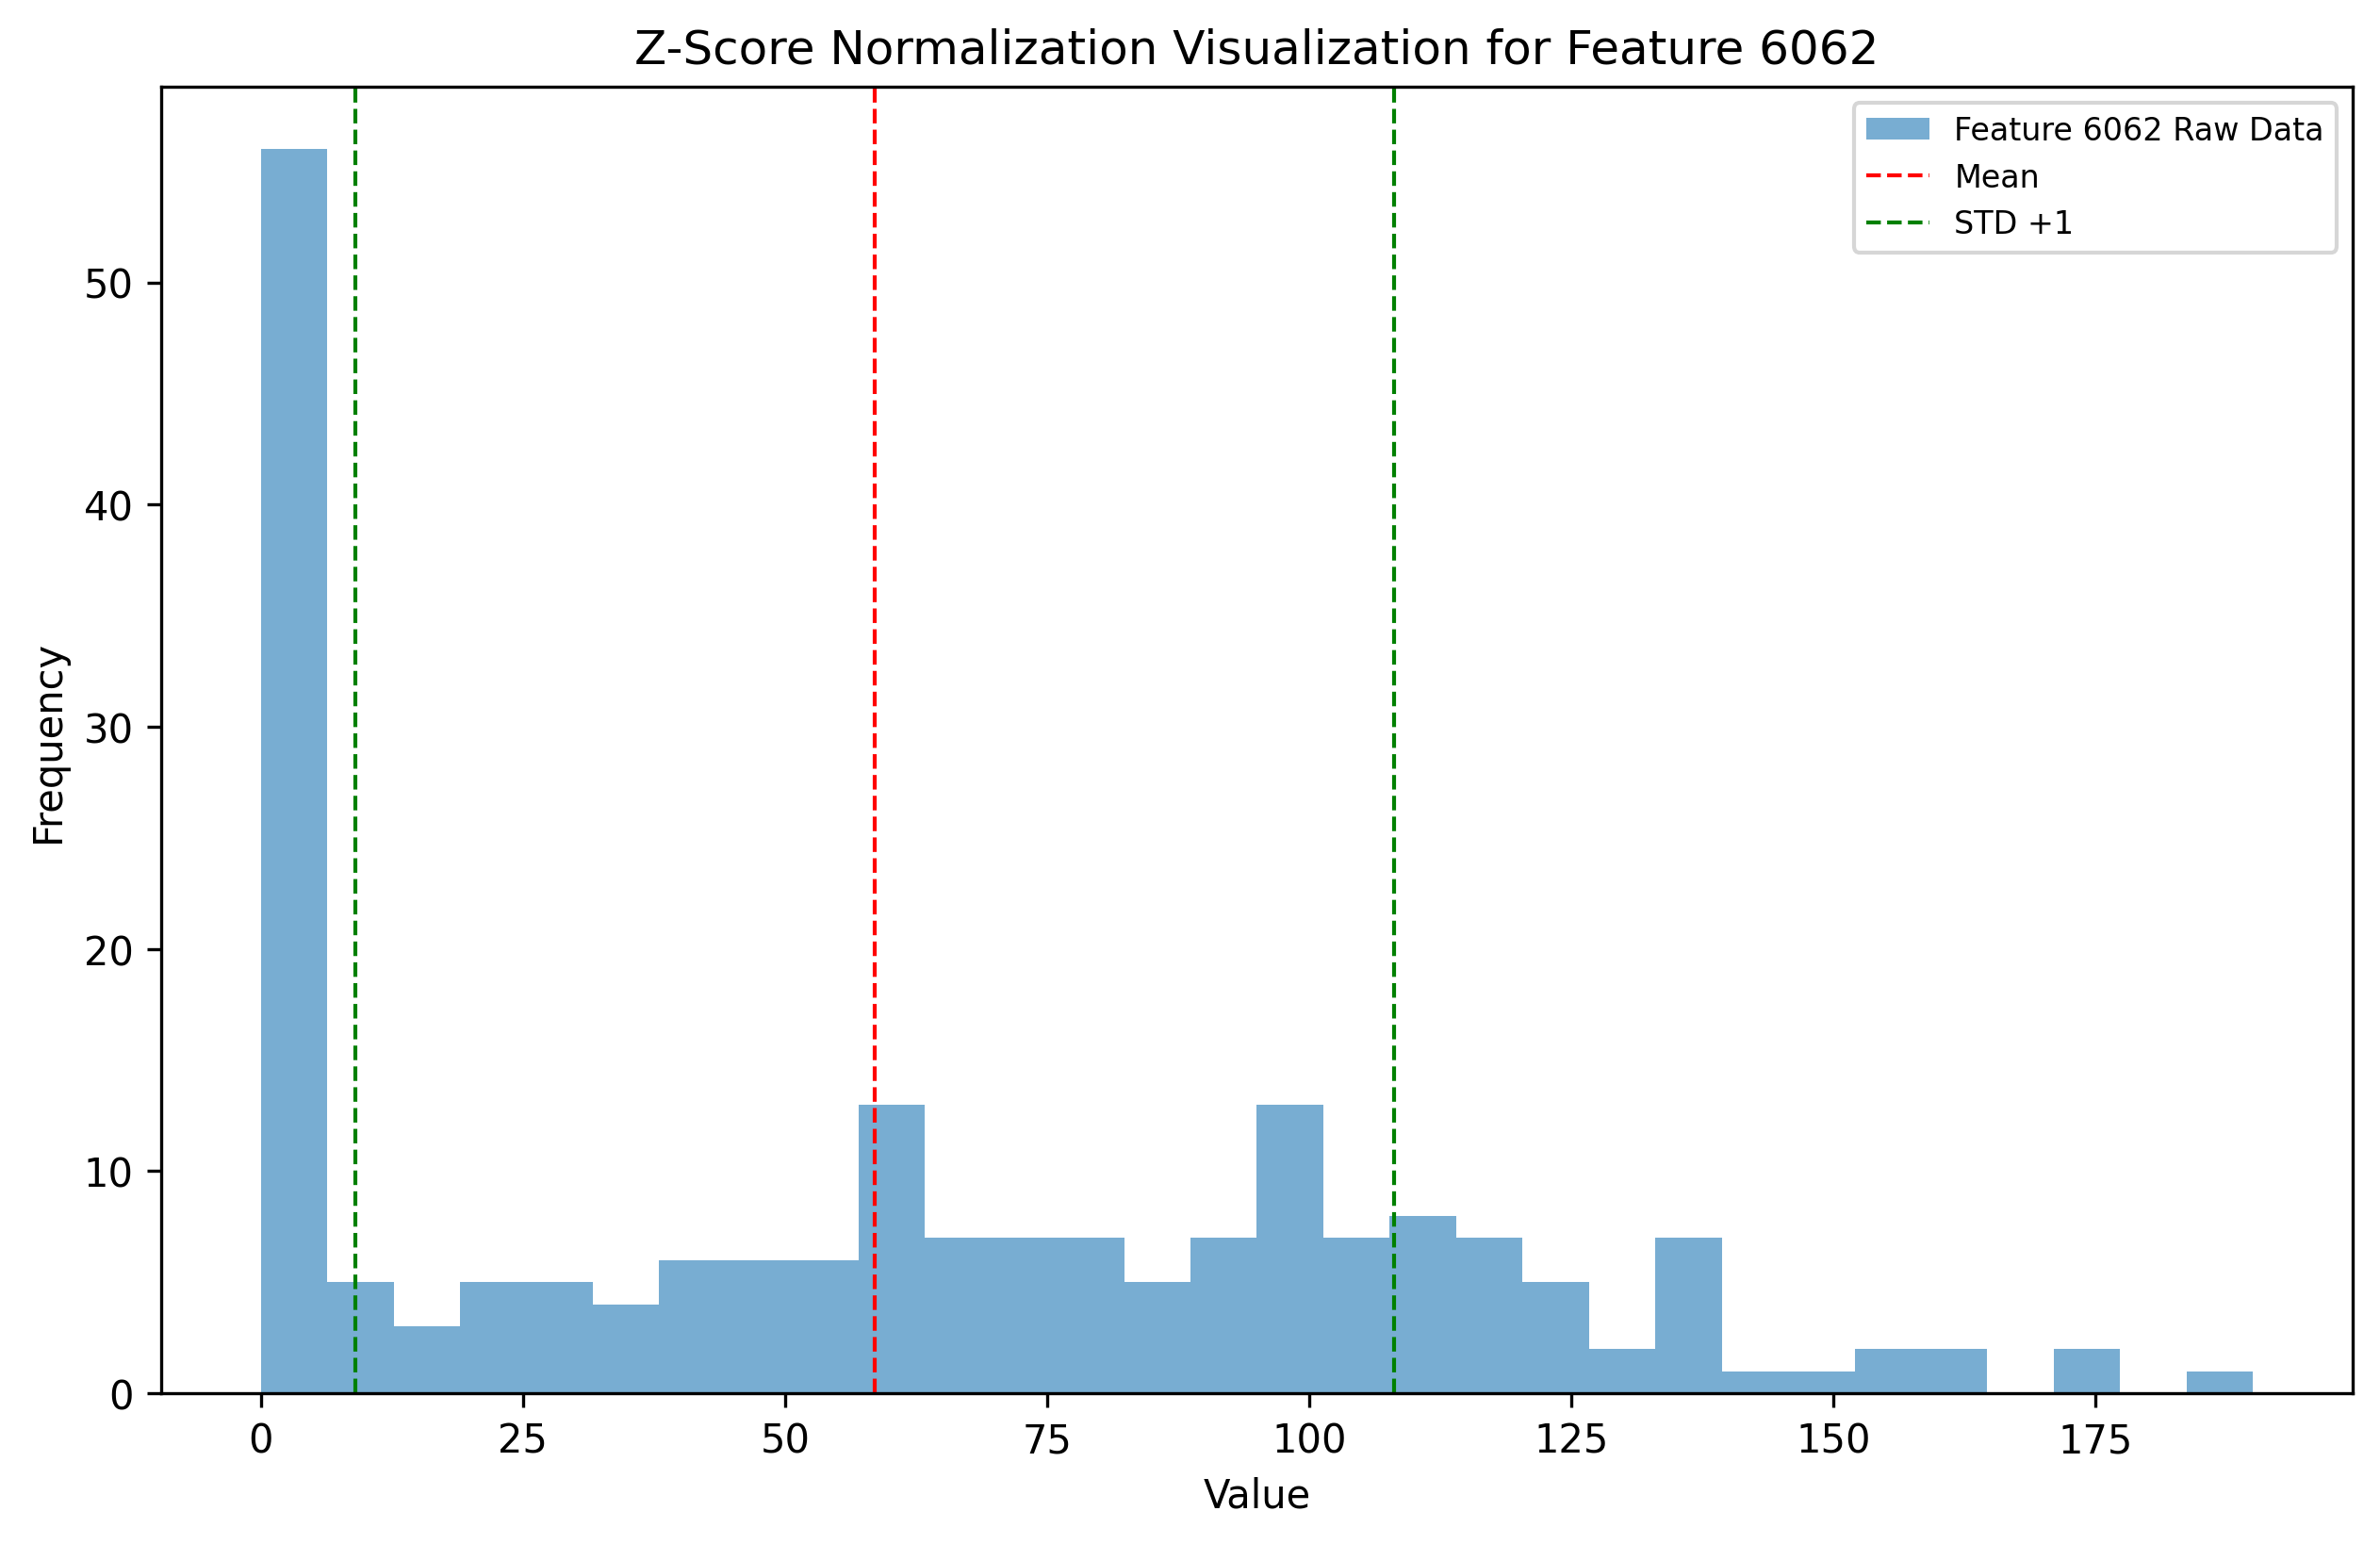 Z-Score Normalization Visualization for Feature 6062
Feature 6062 Raw Data
Mean
STD +1
Frequency
50
40
30
20
10
0
0 25 50 75 100 125 150 175
Value